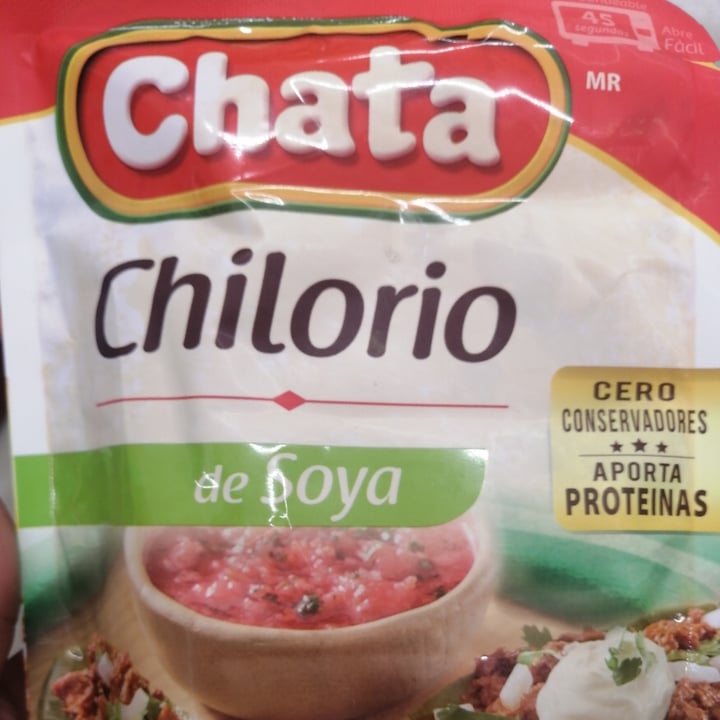 45
segundos
Abre
Fácil
MR
Chata
Chilorio
de Soya
CERO
CONSERVADORES
APORTA
PROTEINAS